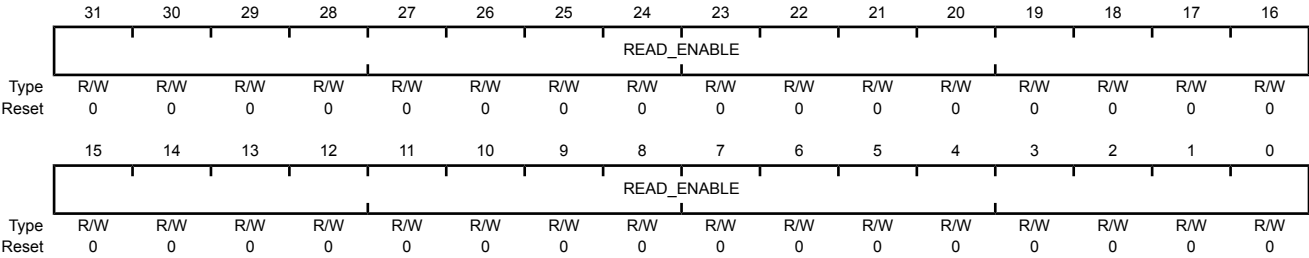 31 30 29 28 27 26 25 24 23 22 21 20 19 18 17 16
READ_ENABLE
Type R/W R/W R/W R/W R/W R/W R/W R/W R/W R/W R/W R/W R/W R/W R/W R/W
Reset 0 0 0 0 0 0 0 0 0 0 0 0 0 0 0 0
15 14 13 12 11 10 9 8 7 6 5 4 3 2 1 0
READ_ENABLE
Type R/W R/W R/W R/W R/W R/W R/W R/W R/W R/W R/W R/W R/W R/W R/W R/W
Reset 0 0 0 0 0 0 0 0 0 0 0 0 0 0 0 0